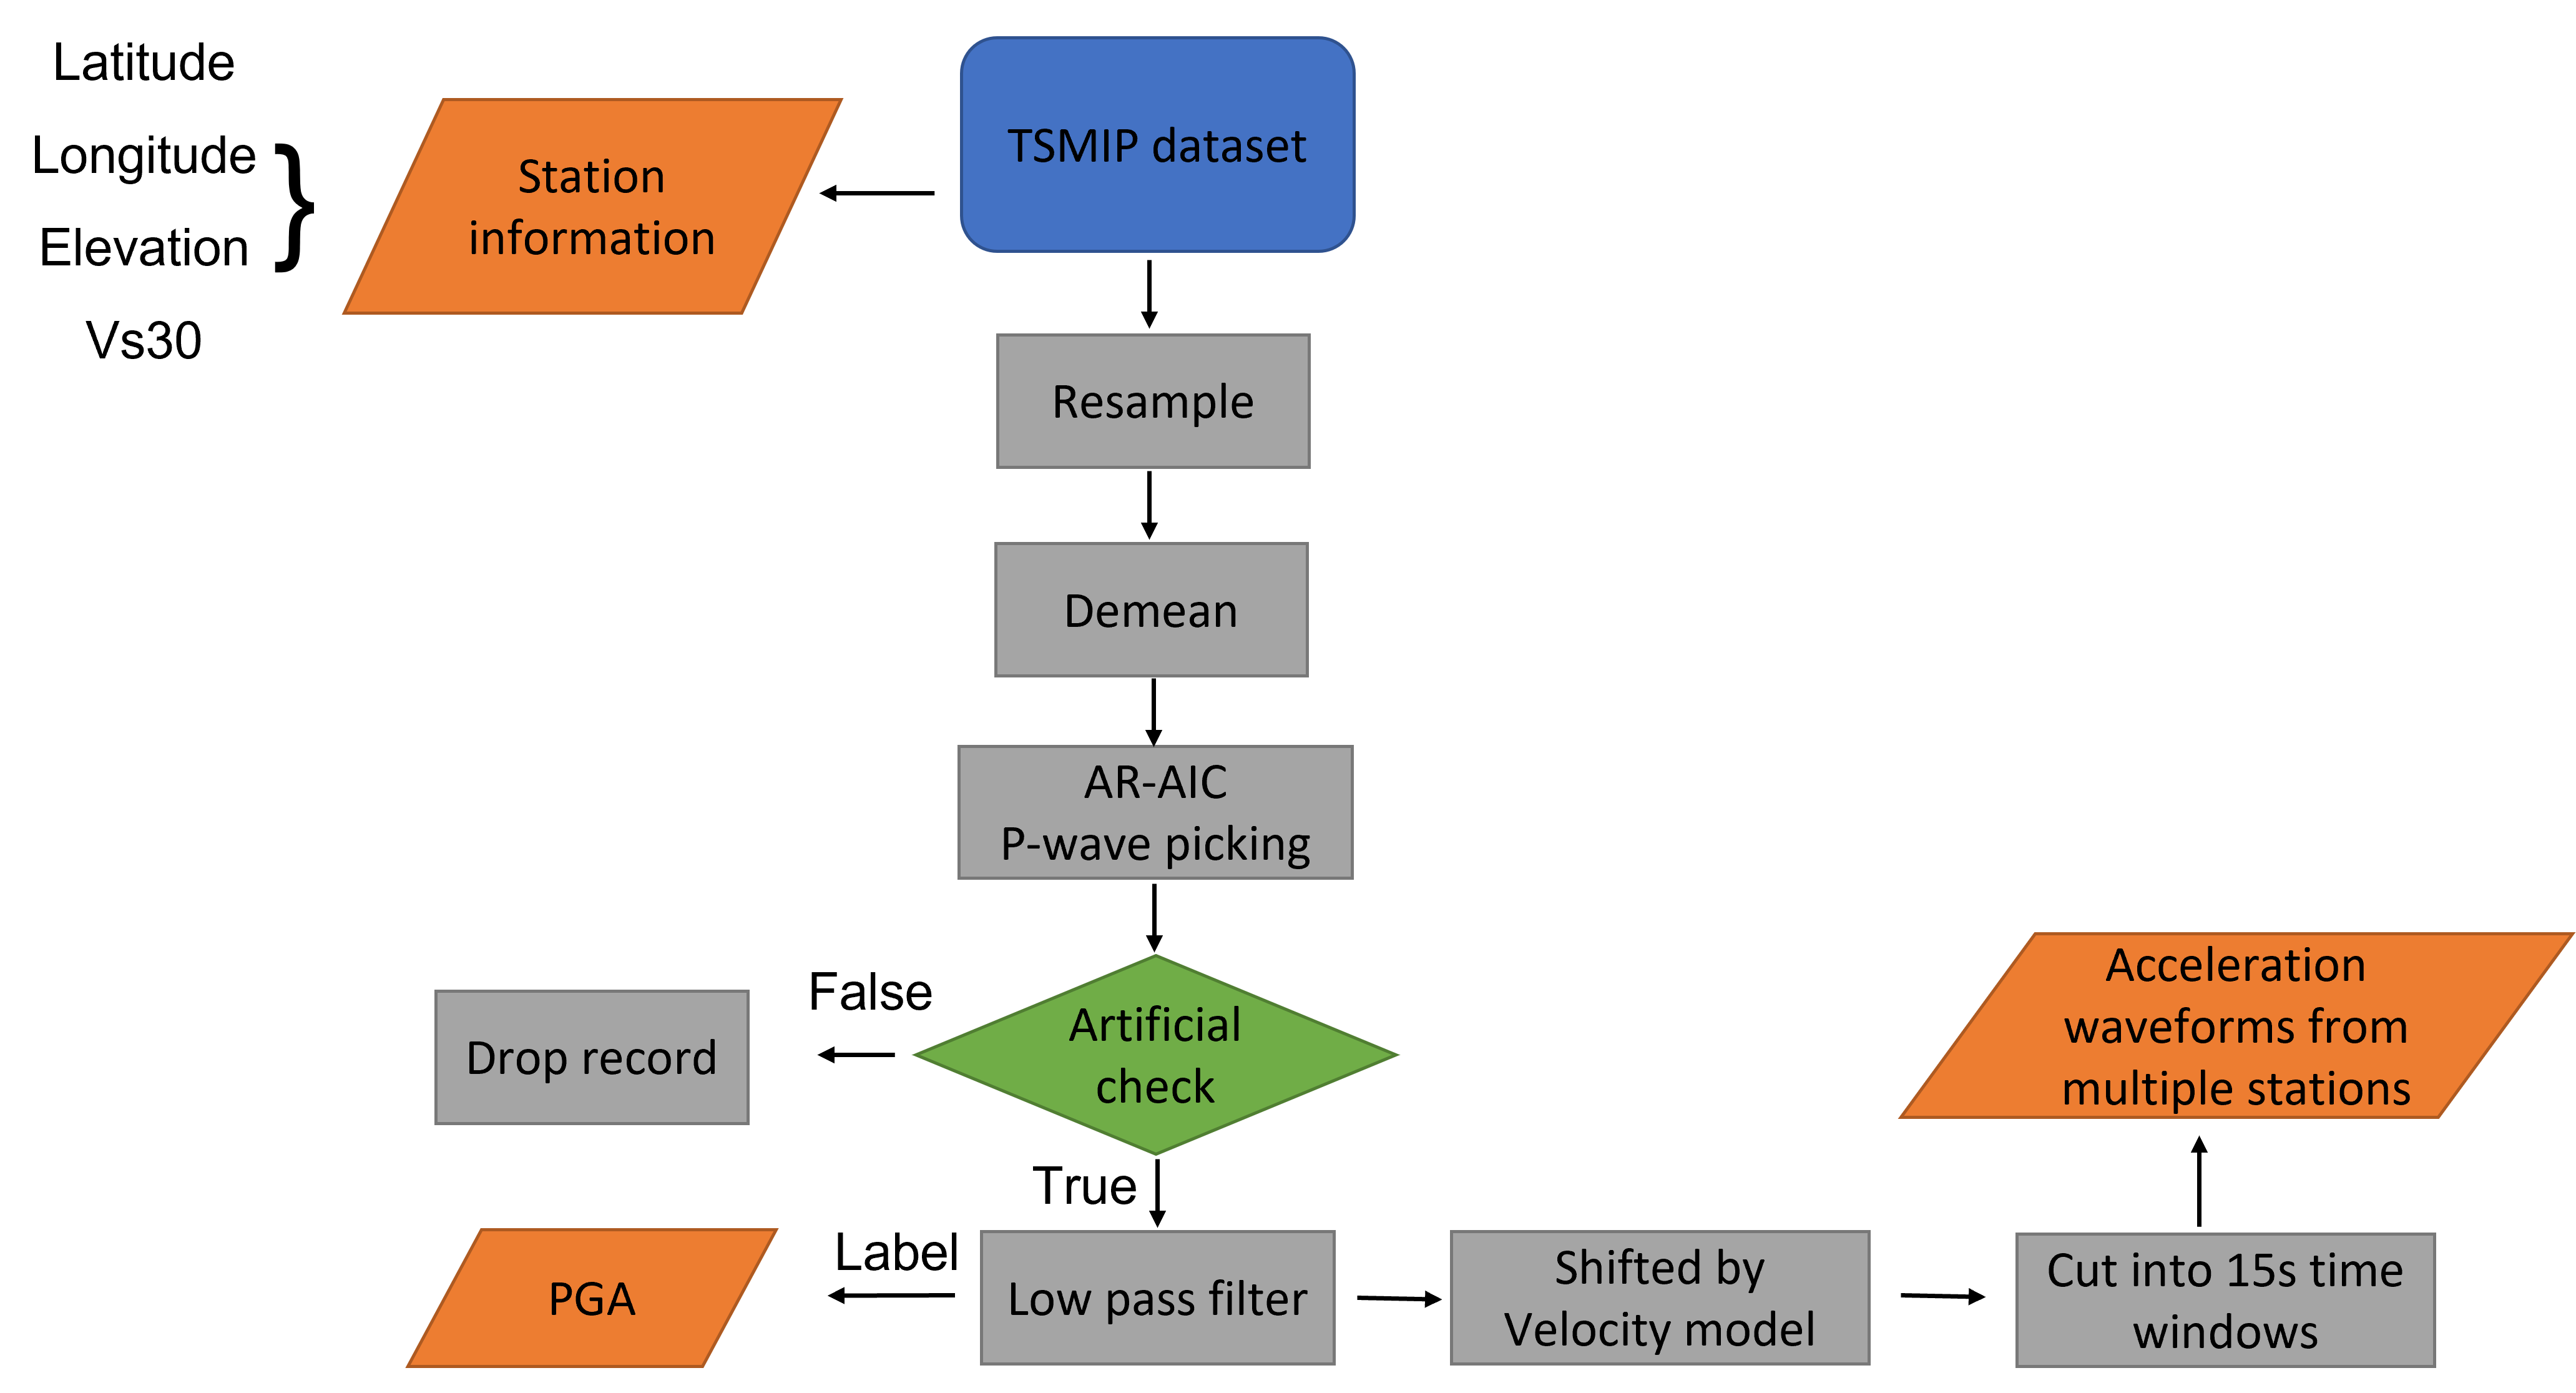 Latitude
Longitude
Elevation
Vs30
}
Station
information
TSMIP dataset
Resample
Demean
AR-AIC
P-wave picking
Artificial
check
False
Drop record
True
Label
PGA
Low pass filter
Shifted by
Velocity model
Cut into 15s time
windows
Acceleration
waveforms from
multiple stations